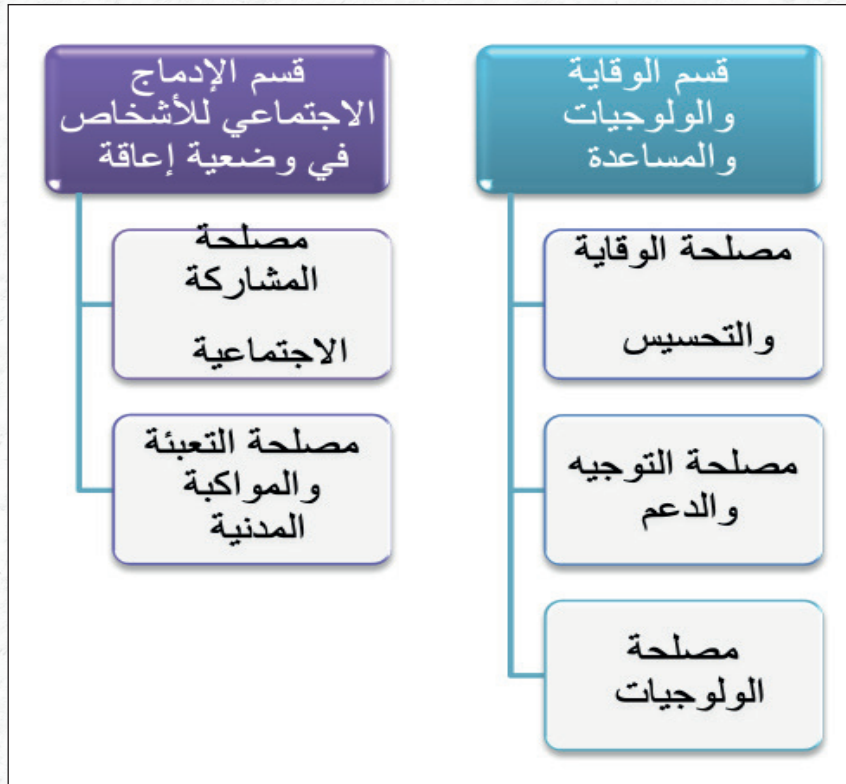 قسم الوقاية
والولوجيات
والمساعدة
مصلحة الوقاية
والتحسيس
مصلحة التوجيه
والدعم
مصلحة
الولوجيات
قسم الإدماج
الاجتماعي للأشخاص
في وضعية إعاقة
مصلحة
المشاركة
الاجتماعية
مصلحة التعبئة
والمواكبة
المدنية